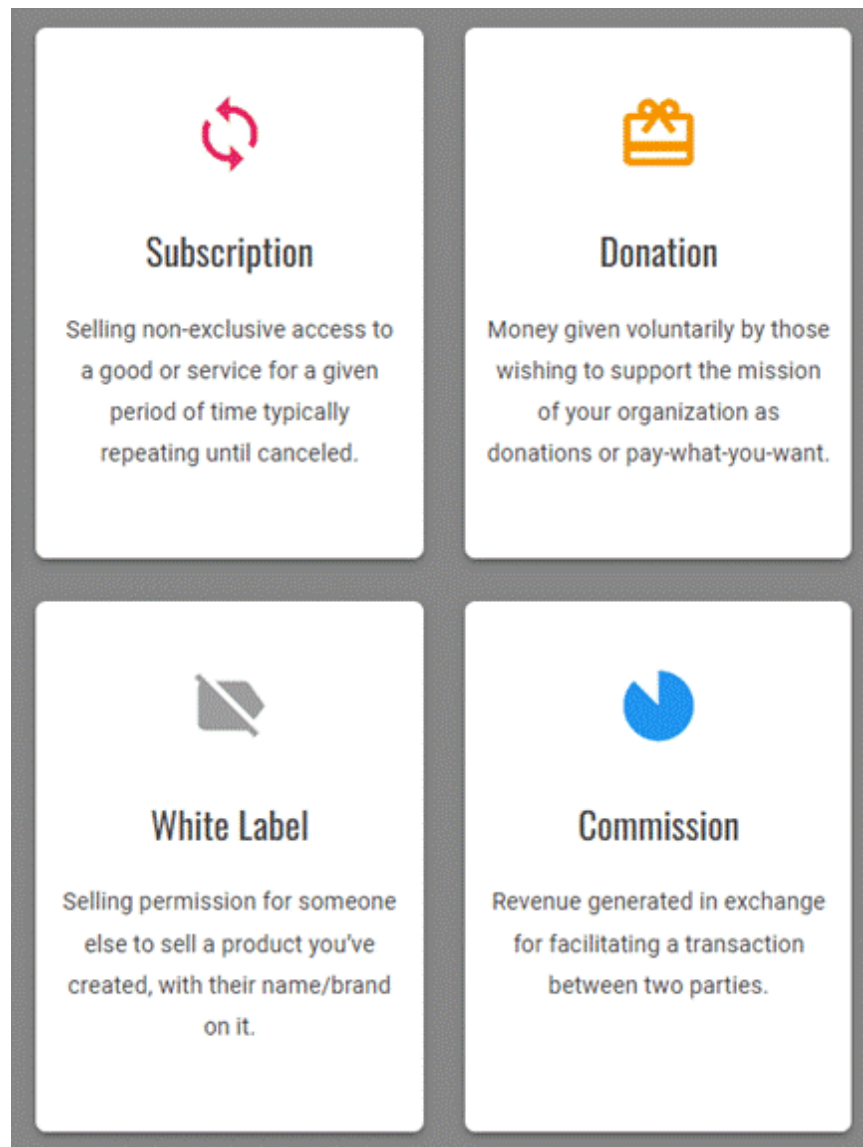 Subscription
Selling non-exclusive access to
a good or service for a given
period of time typically
repeating until canceled.
Donation
Money given voluntarily by those
wishing to support the mission
of your organization as
donations or pay-what-you-want.
White Label
Selling permission for someone
else to sell a product you’ve
created, with their name/brand
on it.
Commission
Revenue generated in exchange
for facilitating a transaction
between two parties.